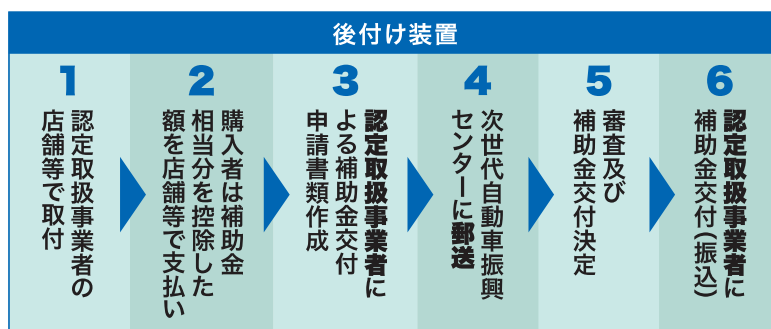 後付け装置
1
認定取扱事業者の
店舗等で取付
2
購入者は補助金
相当分を控除した
額を店舗等で支払い
3
認定取扱事業者に
よる補助金交付
申請書類作成
4
次世代自動車振興
センターに郵送
5
審査及び
補助金交付決定
6
認定取扱事業者に
補助金交付(振込)